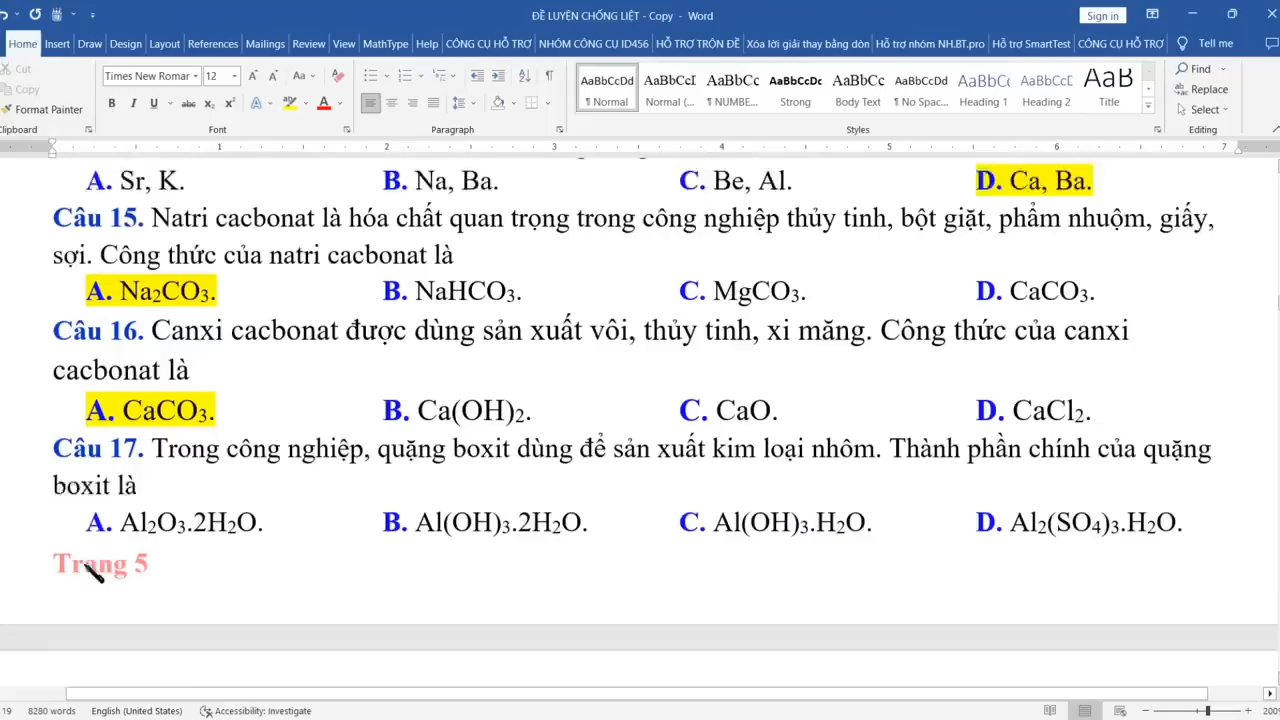 ĐỀ LUYỆN CHỐNG LIỆT - Copy - Word
Sign in
Home Insert Draw Design Layout References Mailings Review View MathType Help CÔNG CỤ HỖ TRỢ NHÓM CÔNG CỤ ID456 HỖ TRỢ TRỘN ĐỀ Xóa lời giải thay bằng dòn Hỗ trợ nhóm NH.BT.pro Hỗ trợ SmartTest CÔNG CỤ HỖ TRỢ Tell me
Cut
Copy
Format Painter
Times New Romar 12
Find
Replace
Select
AaBbCcDd AaBbCcI AaBbCc AaBbCcDc AaBbCc AaBbCcDd AaBbCc AaBbCcD AaB
¶ Normal Normal (... ¶ NUMBE... Strong Body Text ¶ No Spac... Heading 1 Heading 2 Title
Clipboard Font Paragraph Styles Editing
1 2 4 5 6 7
A. Sr, K. B. Na, Ba. C. Be, Al. D. Ca, Ba.
Câu 15. Natri cacbonat là hóa chất quan trọng trong công nghiệp thủy tinh, bột giặt, phẩm nhuộm, giấy,
sợi. Công thức của natri cacbonat là
A. Na₂CO₃. B. NaHCO₃. C. MgCO₃. D. CaCO₃.
Câu 16. Canxi cacbonat được dùng sản xuất vôi, thủy tinh, xi măng. Công thức của canxi
cacbonat là
A. CaCO₃. B. Ca(OH)₂. C. CaO. D. CaCl₂.
Câu 17. Trong công nghiệp, quặng boxit dùng để sản xuất kim loại nhôm. Thành phần chính của quặng
boxit là
A. Al₂O₃.2H₂O. B. Al(OH)₃.2H₂O. C. Al(OH)₃.H₂O. D. Al₂(SO₄)₃.H₂O.
Trang 5
19 8280 words English (United States) Accessibility: Investigate 200%